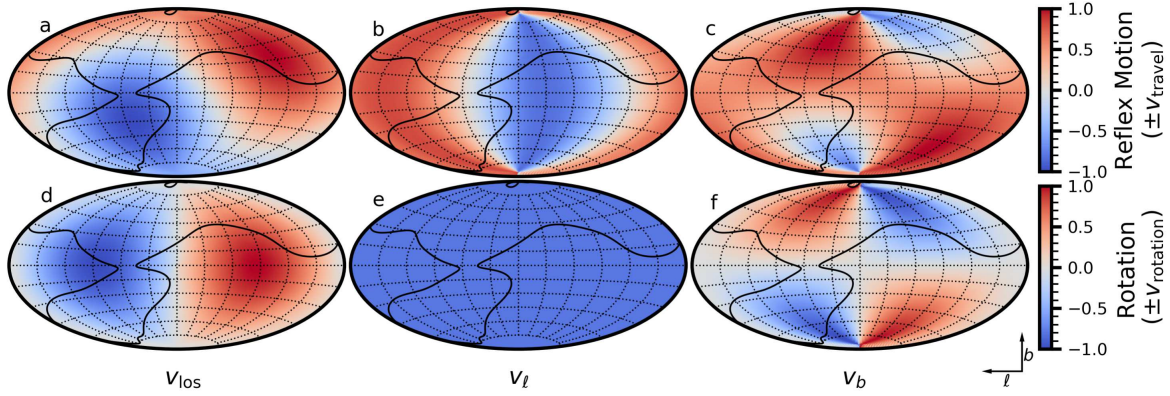 a
b
c
1.0
0.5
0.0
−0.5
−1.0
Reflex Motion
(±v_travel)
d
e
f
1.0
0.5
0.0
−0.5
−1.0
Rotation
(±v_rotation)
b
ℓ
v_los
v_ℓ
v_b